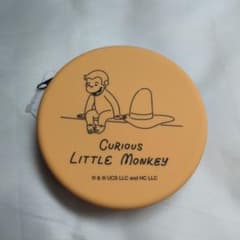 CURIOUS
LITTLE MONKEY
® & © UCS LLC and HC LLC